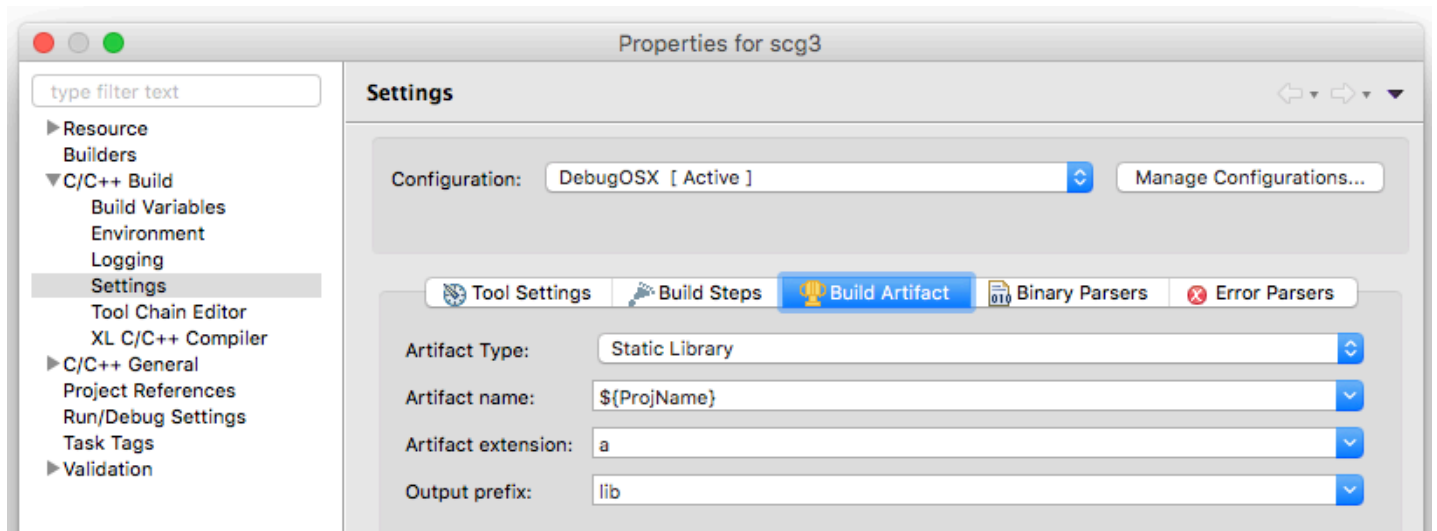 Properties for scg3
type filter text
Resource
Builders
C/C++ Build
Build Variables
Environment
Logging
Settings
Tool Chain Editor
XL C/C++ Compiler
C/C++ General
Project References
Run/Debug Settings
Task Tags
Validation
Settings
Configuration: DebugOSX [ Active ] Manage Configurations...
Tool Settings Build Steps Build Artifact 010 Binary Parsers Error Parsers
Artifact Type: Static Library
Artifact name: ${ProjName}
Artifact extension: a
Output prefix: lib